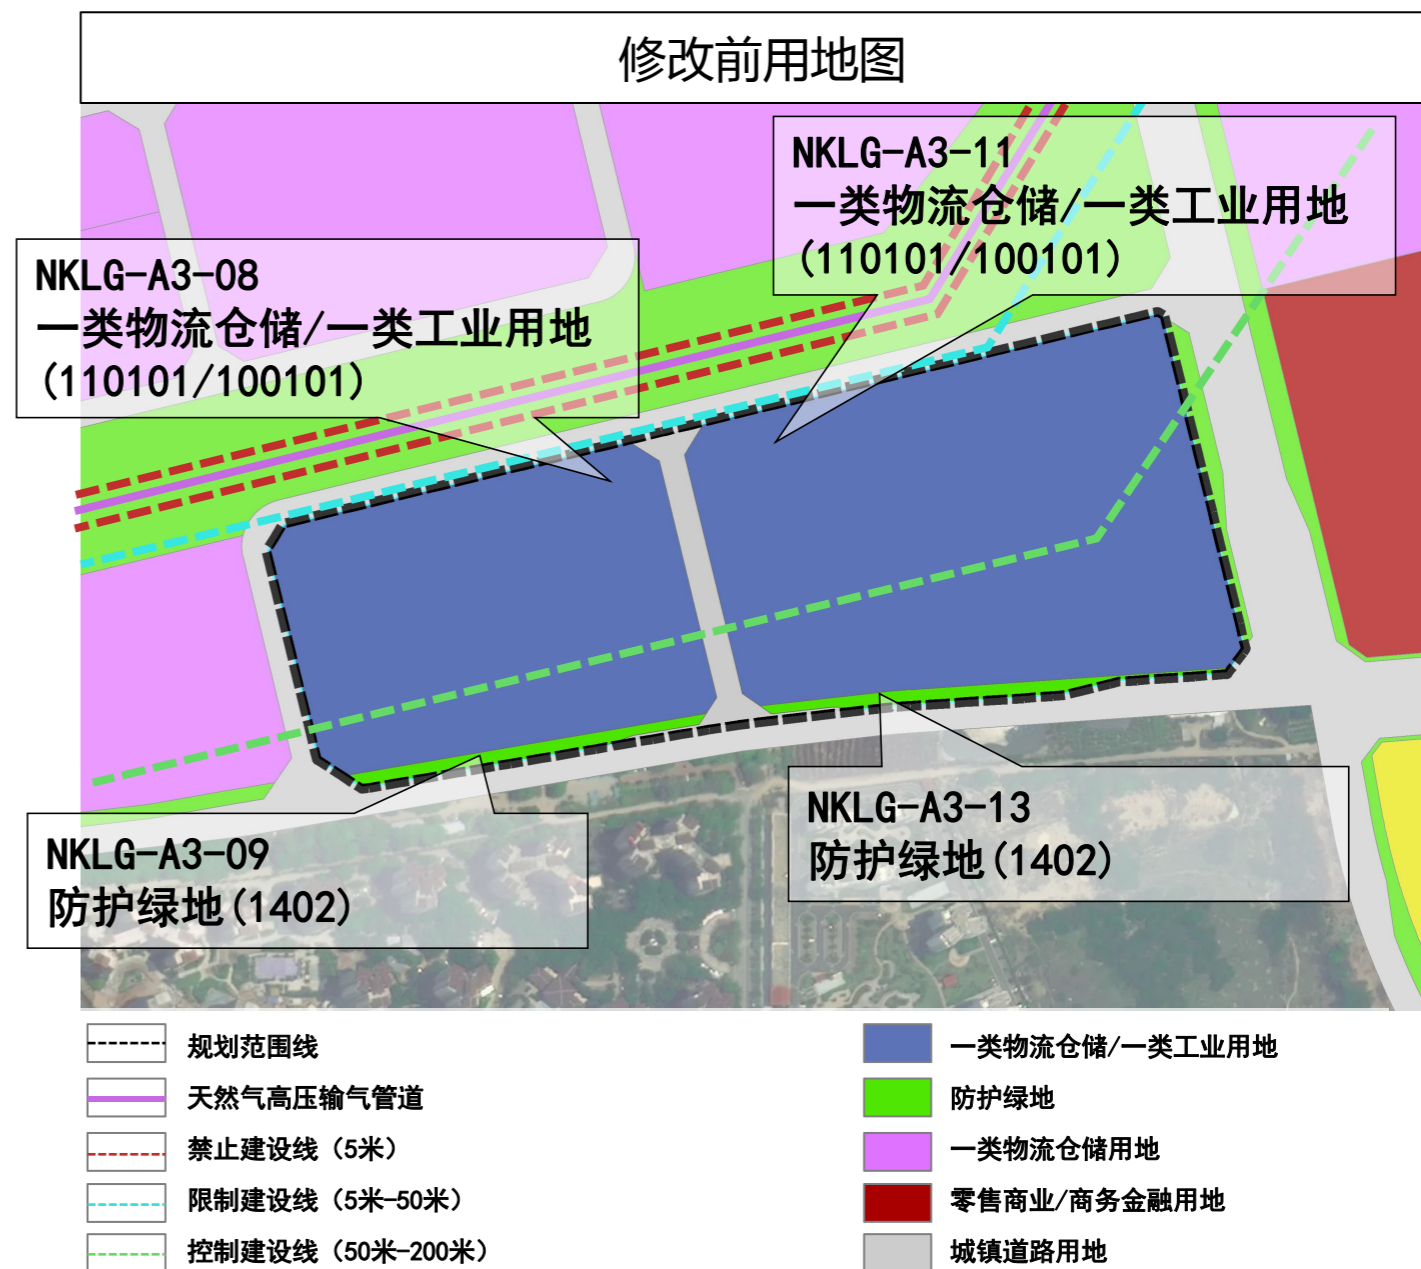 修改前用地图
NKLG-A3-11
一类物流仓储/一类工业用地
(110101/100101)
NKLG-A3-08
一类物流仓储/一类工业用地
(110101/100101)
NKLG-A3-09
防护绿地(1402)
NKLG-A3-13
防护绿地(1402)
规划范围线
天然气高压输气管道
禁止建设线（5米）
限制建设线（5米-50米）
控制建设线（50米-200米）
一类物流仓储/一类工业用地
防护绿地
一类物流仓储用地
零售商业/商务金融用地
城镇道路用地